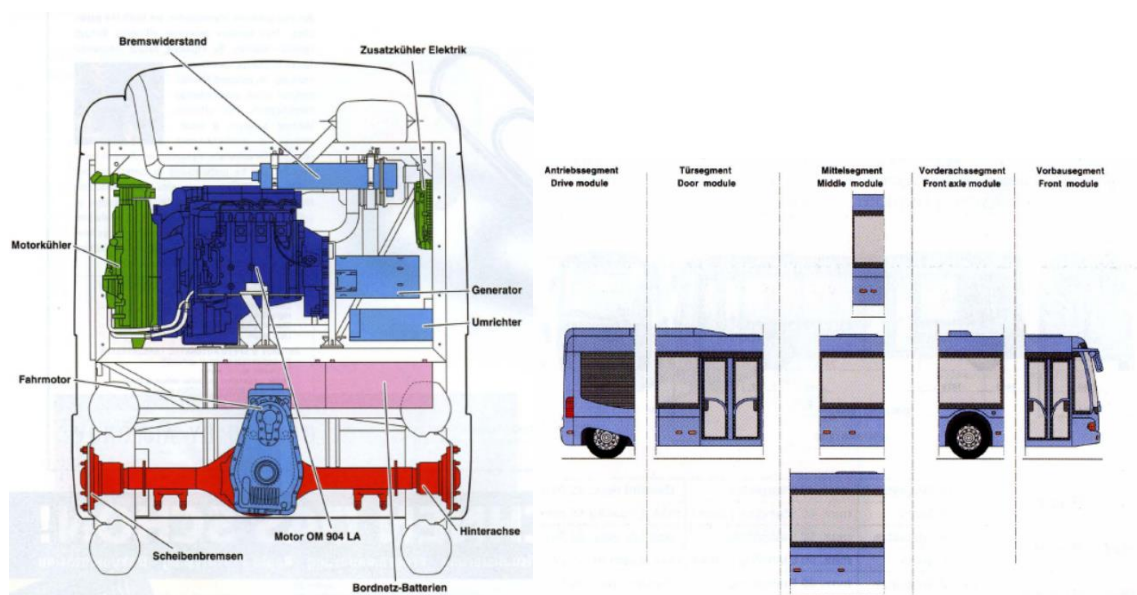 Bremswiderstand
Zusatzkühler Elektrik
Motorkühler
Generator
Umrichter
Fahrmotor
Hinterachse
Motor OM 904 LA
Scheibenbremsen
Bordnetz-Batterien
Antriebssegment
Drive module
Türsegment
Door module
Mittelsegment
Middle module
Vorderachssegment
Front axle module
Vorbausegment
Front module